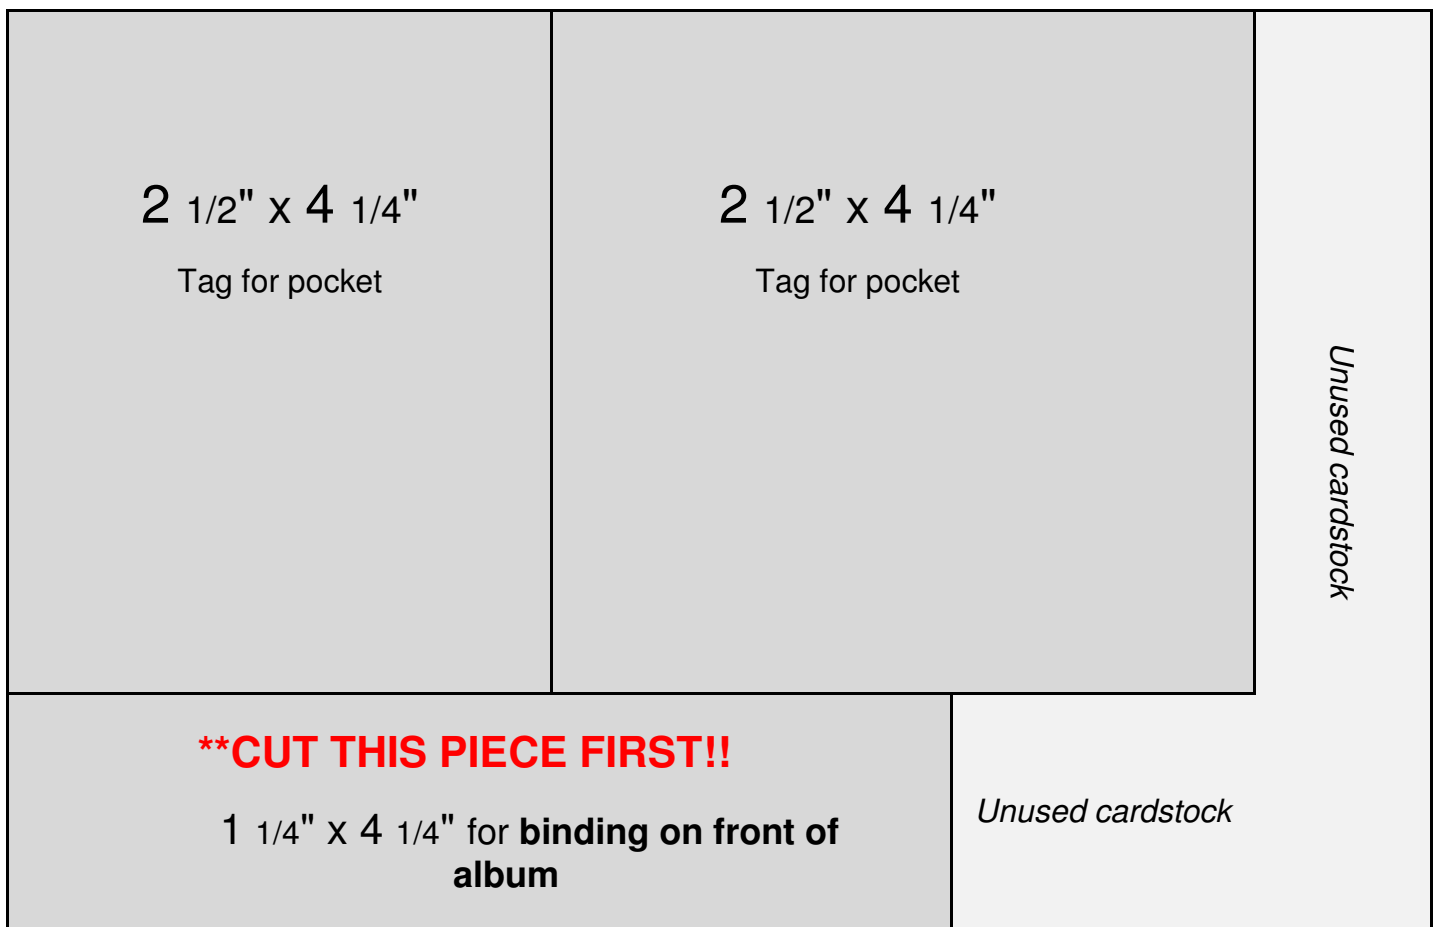 2 1/2" x 4 1/4"
Tag for pocket
2 1/2" x 4 1/4"
Tag for pocket
Unused cardstock
**CUT THIS PIECE FIRST!!
1 1/4" x 4 1/4" for binding on front of
album
Unused cardstock